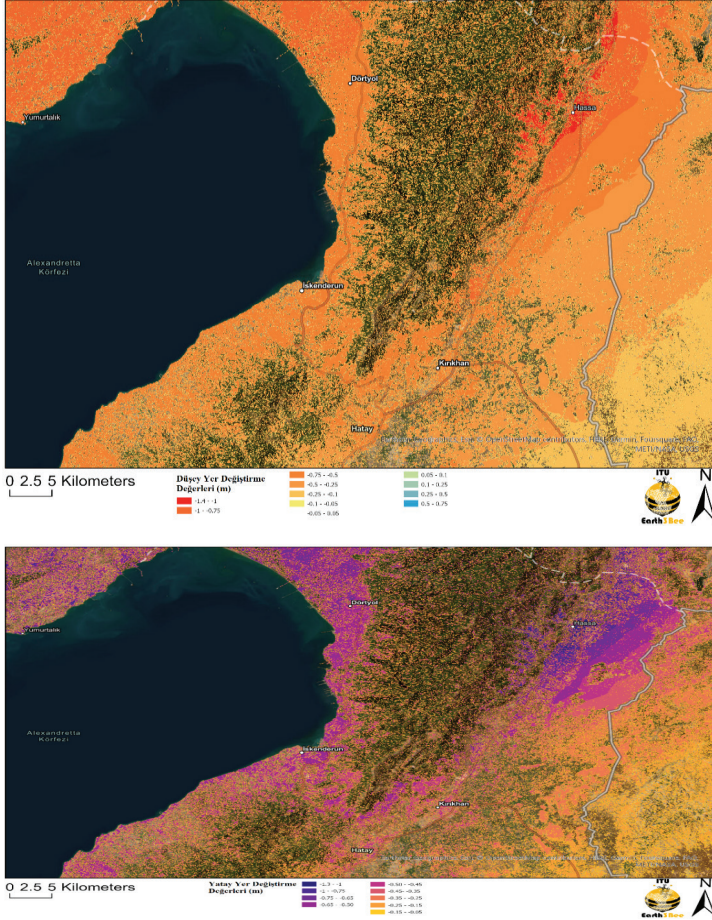 Dörtyol
Hassa
Yumurtalık
Alexandretta
Körfezi
İskenderun
Kırıkhan
Hatay
0 2.5 5 Kilometers
Düşey Yer Değiştirme
Değerleri (m)
-1.4 - -1
-1 - -0.75
-0.75 - -0.5
-0.5 - -0.25
-0.25 - -0.1
-0.1 - -0.05
-0.05 - 0.05
0.05 - 0.1
0.1 - 0.25
0.25 - 0.5
0.5 - 0.75
ITU
EarthSBee
N
Dörtyol
Hassa
Yumurtalık
Alexandretta
Körfezi
İskenderun
Kırıkhan
Hatay
0 2.5 5 Kilometers
Yatay Yer Değiştirme
Değerleri (m)
-1.3 - -1
-1 - -0.75
-0.75 - -0.65
-0.65 - -0.50
-0.50 - -0.45
-0.45- -0.35
-0.35 - -0.25
-0.25 - -0.15
-0.15 - -0.05
ITU
EarthSBee
N